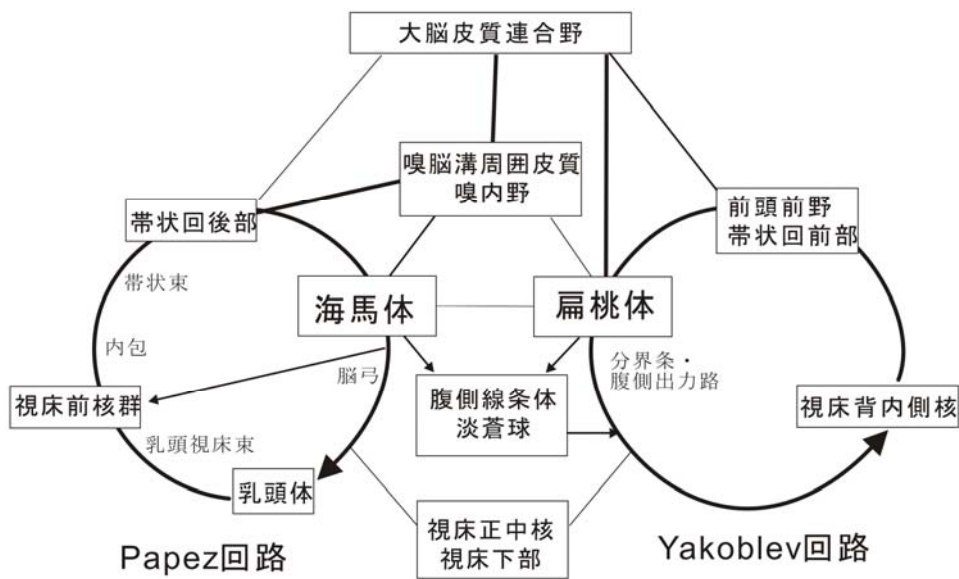 大脳皮質連合野
嗅脳溝周囲皮質
嗅内野
帯状回後部
前頭前野
帯状回前部
帯状束
海馬体
扁桃体
内包
脳弓
分界条・
腹側出力路
視床前核群
腹側線条体
淡蒼球
視床背内側核
乳頭視床束
乳頭体
視床正中核
視床下部
Papez回路
Yakoblev回路